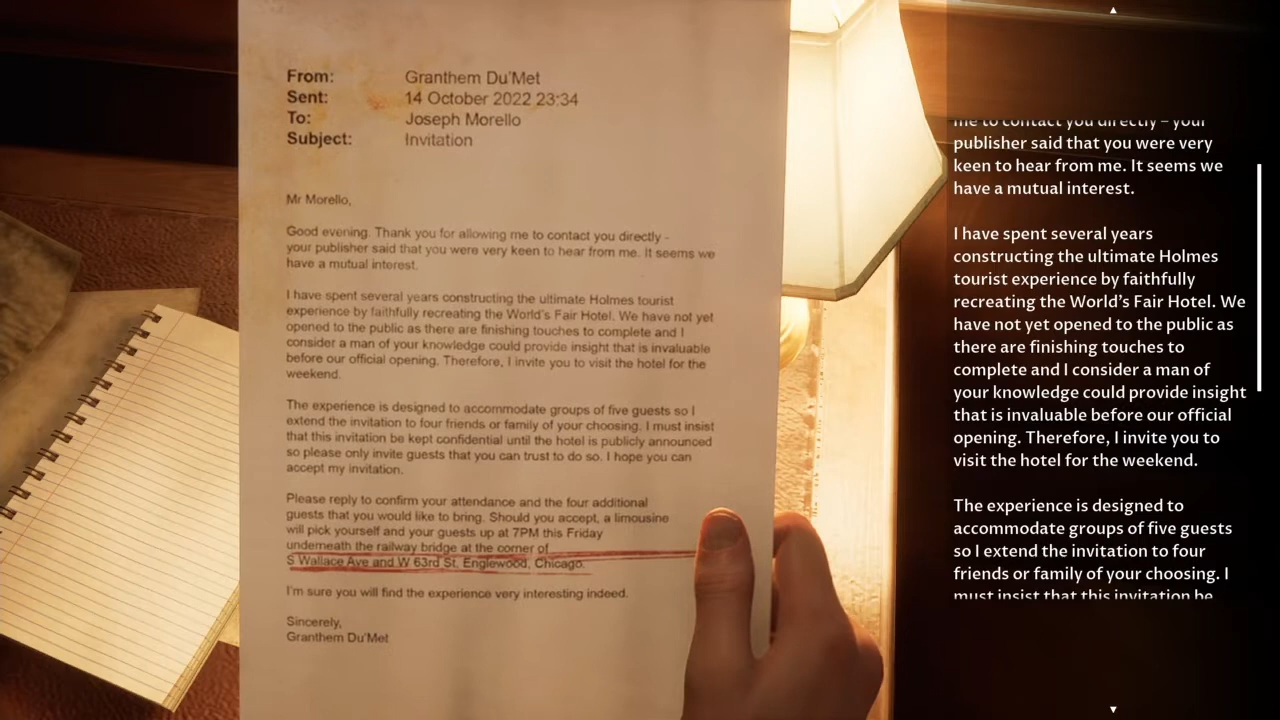 From: Granthem Du'Met
Sent: 14 October 2022 23:34
To: Joseph Morello
Subject: Invitation
Mr Morello,
Good evening. Thank you for allowing me to contact you directly -
your publisher said that you were very keen to hear from me. It seems we
have a mutual interest.
I have spent several years constructing the ultimate Holmes tourist
experience by faithfully recreating the World's Fair Hotel. We have not yet
opened to the public as there are finishing touches to complete and I
consider a man of your knowledge could provide insight that is invaluable
before our official opening. Therefore, I invite you to visit the hotel for the
weekend.
The experience is designed to accommodate groups of five guests so I
extend the invitation to four friends or family of your choosing. I must insist
that this invitation be kept confidential until the hotel is publicly announced
so please only invite guests that you can trust to do so. I hope you can
accept my invitation.
Please reply to confirm your attendance and the four additional
guests that you would like to bring. Should you accept, a limousine
will pick yourself and your guests up at 7PM this Friday
underneath the railway bridge at the corner of
S Wallace Ave and W 63rd St, Englewood, Chicago.
I'm sure you will find the experience very interesting indeed.
Sincerely,
Granthem Du'Met
me to contact you directly – your
publisher said that you were very
keen to hear from me. It seems we
have a mutual interest.
I have spent several years
constructing the ultimate Holmes
tourist experience by faithfully
recreating the World's Fair Hotel. We
have not yet opened to the public as
there are finishing touches to
complete and I consider a man of
your knowledge could provide insight
that is invaluable before our official
opening. Therefore, I invite you to
visit the hotel for the weekend.
The experience is designed to
accommodate groups of five guests
so I extend the invitation to four
friends or family of your choosing. I
must insist that this invitation be